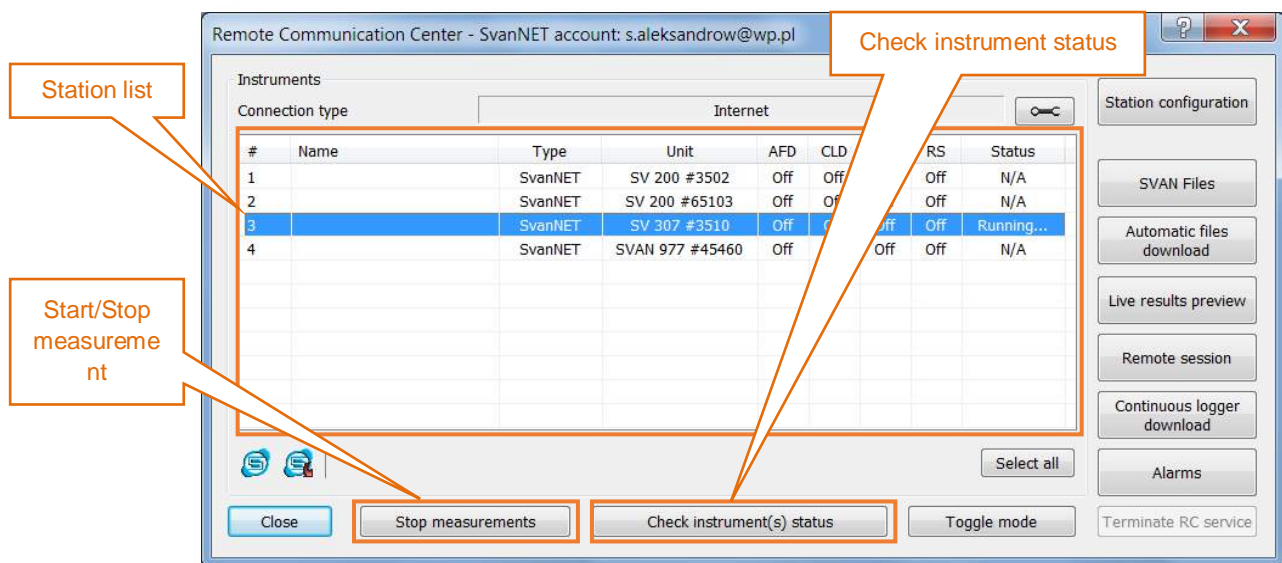 Remote Communication Center - SvanNET account: s.aleksandrow@wp.pl
Check instrument status
Station list
Instruments
Connection type Internet
Station configuration
# Name Type Unit AFD CLD RS Status
1 SvanNET SV 200 #3502 Off Off Off N/A
2 SvanNET SV 200 #65103 Off Off N/A
3 SvanNET SV 307 #3510 Off Off Off Running...
4 SvanNET SVAN 977 #45460 Off Off Off N/A
SVAN Files
Automatic files
download
Live results preview
Remote session
Continuous logger
download
Alarms
Start/Stop
measureme
nt
Select all
Close Stop measurements Check instrument(s) status Toggle mode Terminate RC service